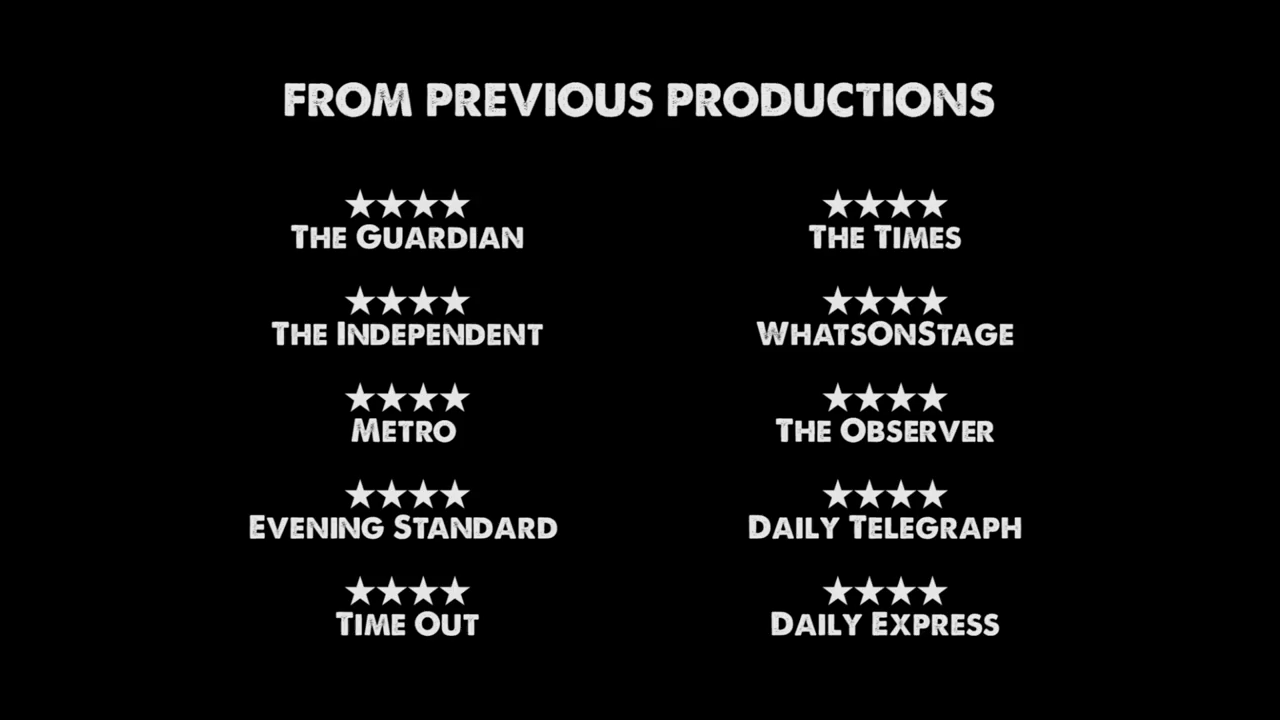 FROM PREVIOUS PRODUCTIONS
★★★★
THE GUARDIAN
★★★★
THE INDEPENDENT
★★★★
METRO
★★★★
EVENING STANDARD
★★★★
TIME OUT
★★★★
THE TIMES
★★★★
WHATSONSTAGE
★★★★
THE OBSERVER
★★★★
DAILY TELEGRAPH
★★★★
DAILY EXPRESS